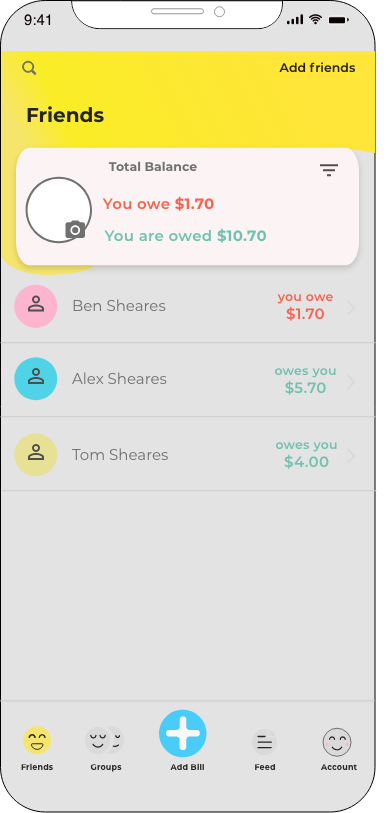 9:41
Add friends
Friends
Total Balance
You owe $1.70
You are owed $10.70
Ben Sheares
you owe
$1.70
Alex Sheares
owes you
$5.70
Tom Sheares
owes you
$4.00
Friends
Groups
Add Bill
Feed
Account